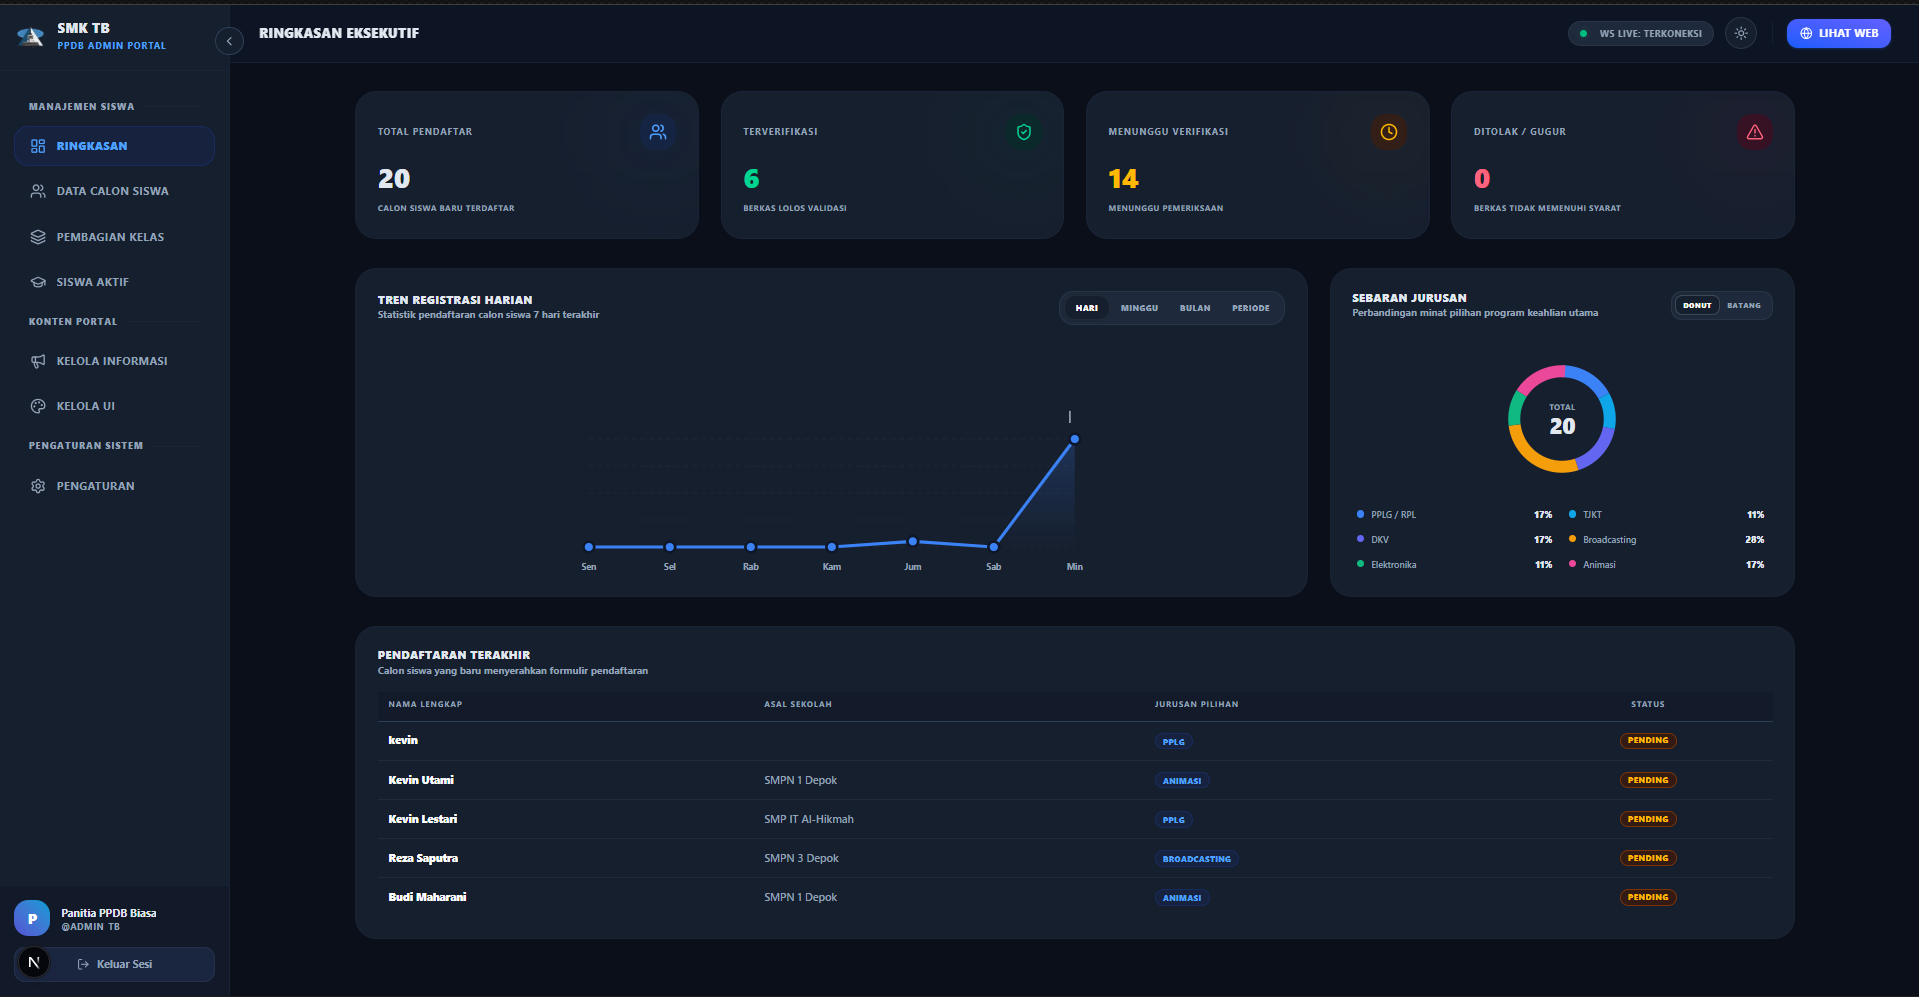 SMK TB
PPDB ADMIN PORTAL
RINGKASAN EKSEKUTIF
WS LIVE: TERKONEKSI
LIHAT WEB
MANAJEMEN SISWA
RINGKASAN
DATA CALON SISWA
PEMBAGIAN KELAS
SISWA AKTIF
KONTEN PORTAL
KELOLA INFORMASI
KELOLA UI
PENGATURAN SISTEM
PENGATURAN
P
Panitia PPDB Biasa
@ADMIN TB
N
Keluar Sesi
TOTAL PENDAFTAR
20
CALON SISWA BARU TERDAFTAR
TERVERIFIKASI
6
BERKAS LOLOS VALIDASI
MENUNGGU VERIFIKASI
14
MENUNGGU PEMERIKSAAN
DITOLAK / GUGUR
0
BERKAS TIDAK MEMENUHI SYARAT
TREN REGISTRASI HARIAN
Statistik pendaftaran calon siswa 7 hari terakhir
HARI MINGGU BULAN PERIODE
Sen Sel Rab Kam Jum Sab Min
SEBARAN JURUSAN
Perbandingan minat pilihan program keahlian utama
DONUT BATANG
TOTAL
20
PPLG / RPL 17% TJKT 11%
DKV 17% Broadcasting 28%
Elektronika 11% Animasi 17%
PENDAFTARAN TERAKHIR
Calon siswa yang baru menyerahkan formulir pendaftaran
NAMA LENGKAP ASAL SEKOLAH JURUSAN PILIHAN STATUS
kevin PPLG PENDING
Kevin Utami SMPN 1 Depok ANIMASI PENDING
Kevin Lestari SMP IT Al-Hikmah PPLG PENDING
Reza Saputra SMPN 3 Depok BROADCASTING PENDING
Budi Maharani SMPN 1 Depok ANIMASI PENDING